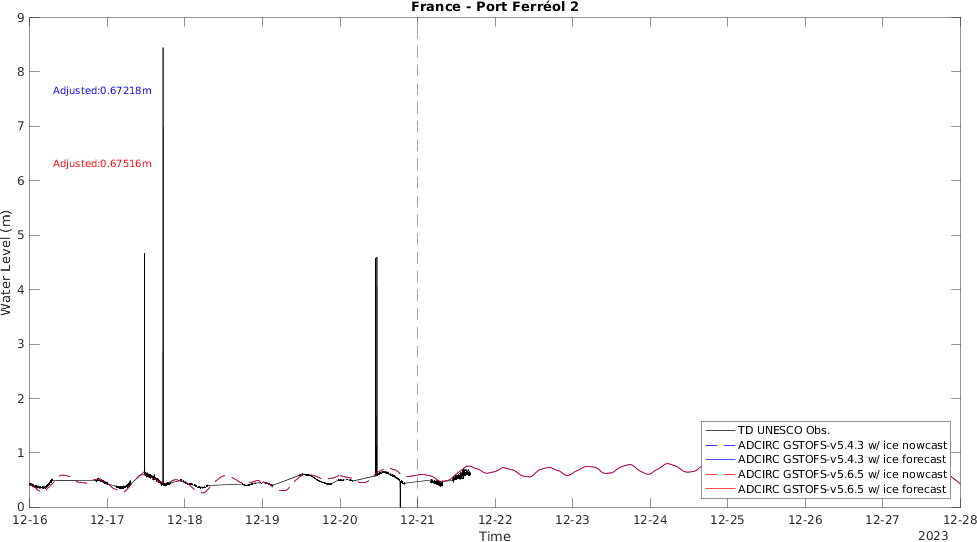 France - Port Ferréol 2
9
8
7
6
5
4
3
2
1
0
Water Level (m)
Adjusted:0.67218m
Adjusted:0.67516m
TD UNESCO Obs.
ADCIRC GSTOFS-v5.4.3 w/ ice nowcast
ADCIRC GSTOFS-v5.4.3 w/ ice forecast
ADCIRC GSTOFS-v5.6.5 w/ ice nowcast
ADCIRC GSTOFS-v5.6.5 w/ ice forecast
12-16 12-17 12-18 12-19 12-20 12-21 12-22 12-23 12-24 12-25 12-26 12-27 12-28
Time
2023